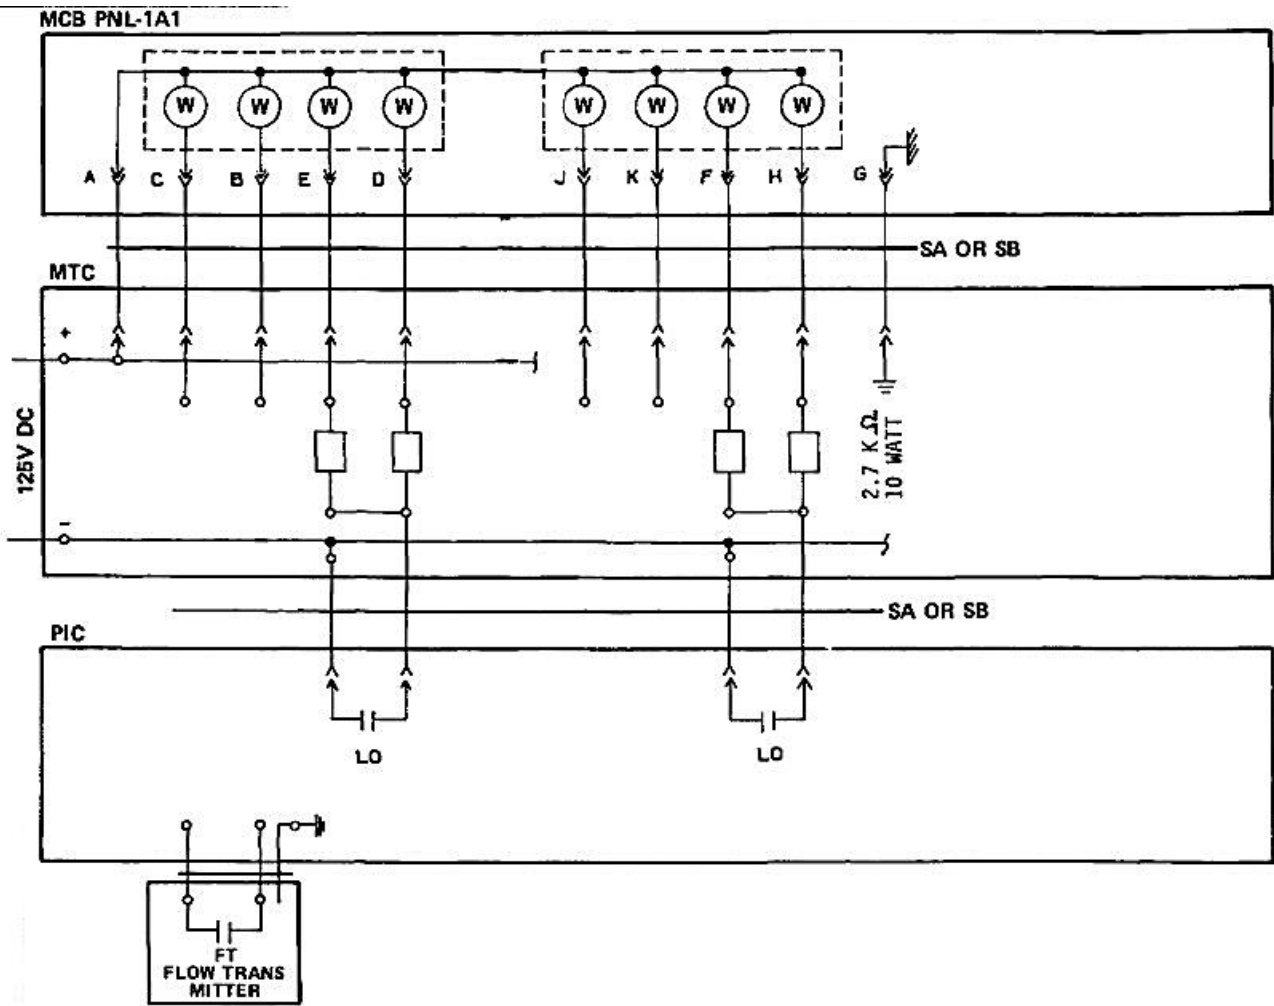 MCB PNL-1A1
W W W W W W W W
A C B E D J K F H G
SA OR SB
MTC
+
125V DC
2.7 K Ω
10 WATT
−
SA OR SB
PIC
LO LO
FT
FLOW TRANS
MITTER